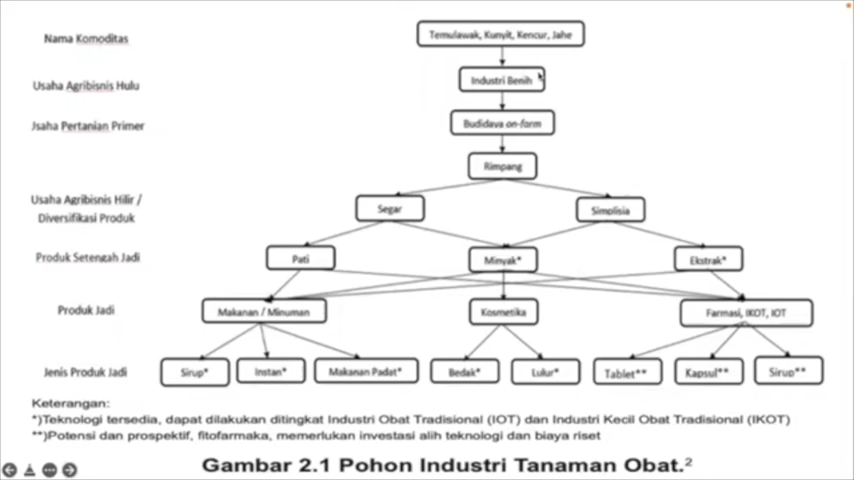 Nama Komoditas
Temulawak, Kunyit, Kencur, Jahe
Usaha Agribisnis Hulu
Industri Benih
Jsaha Pertanian Primer
Budidaya on-form
Rimpang
Usaha Agribisnis Hilir /
Diversifikasi Produk
Segar
Simplisia
Produk Setengah Jadi
Pati
Minyak*
Ekstrak*
Produk Jadi
Makanan / Minuman
Kosmetika
Farmasi, IKOT, IOT
Jenis Produk Jadi
Sirup*
Instan*
Makanan Padat*
Bedak*
Lulur*
Tablet**
Kapsul**
Sirup**
Keterangan:
*)Teknologi tersedia, dapat dilakukan ditingkat Industri Obat Tradisional (IOT) dan Industri Kecil Obat Tradisional (IKOT)
**)Potensi dan prospektif, fitofarmaka, memerlukan investasi alih teknologi dan biaya riset
Gambar 2.1 Pohon Industri Tanaman Obat.²